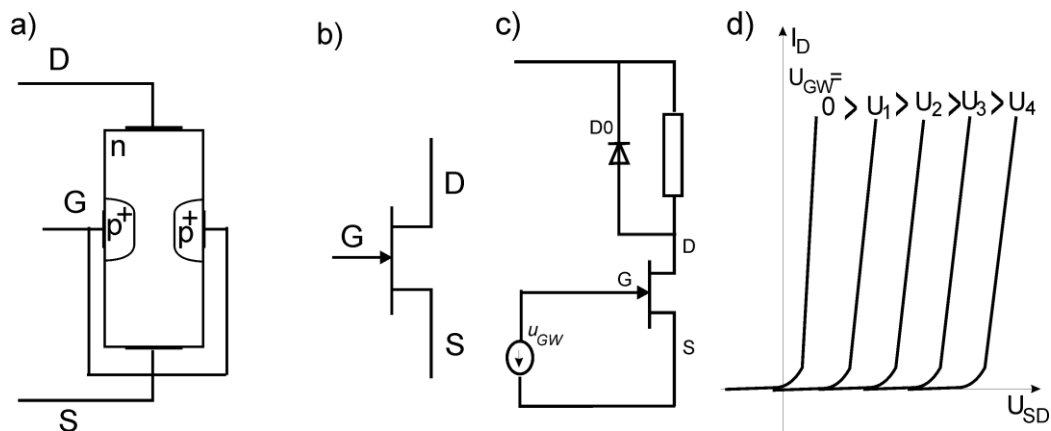 a)
D
n
G
p+
p+
S
b)
D
G
S
c)
D0
D
G
S
uGW
d)
ID
UGW=
0 > U1 > U2 > U3 > U4
USD